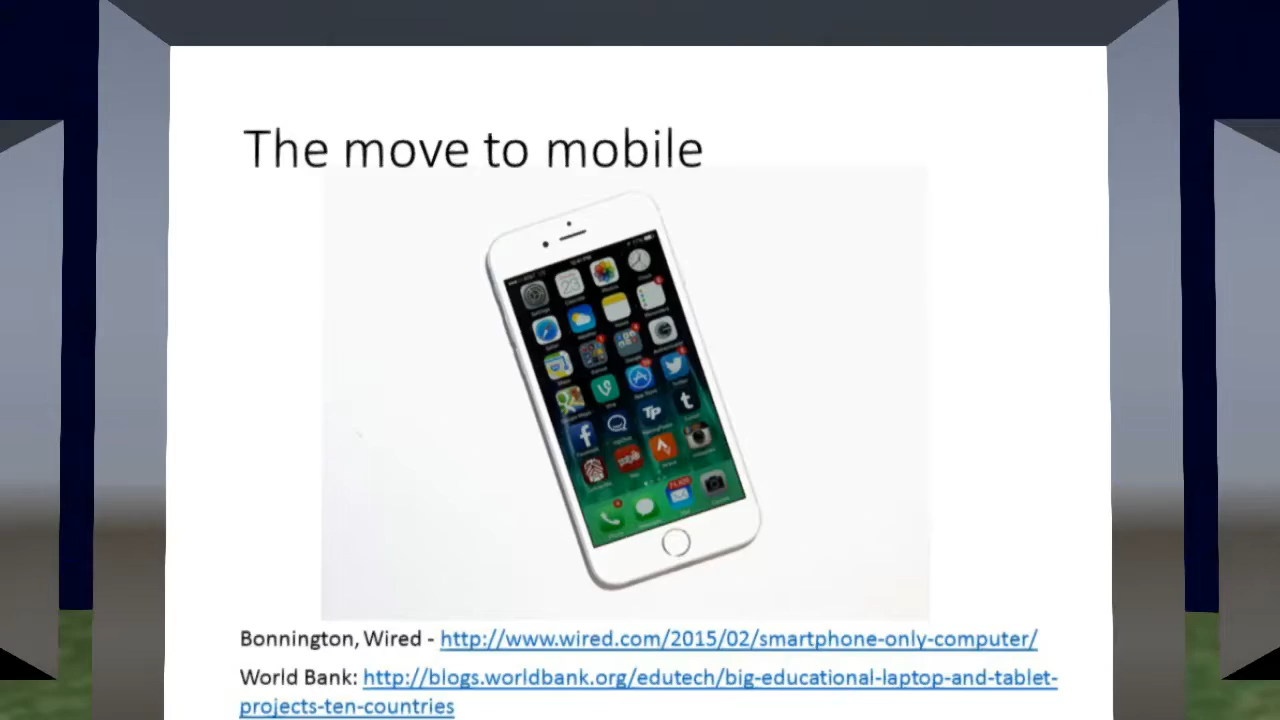 The move to mobile
Bonnington, Wired - http://www.wired.com/2015/02/smartphone-only-computer/
World Bank: http://blogs.worldbank.org/edutech/big-educational-laptop-and-tablet-
projects-ten-countries